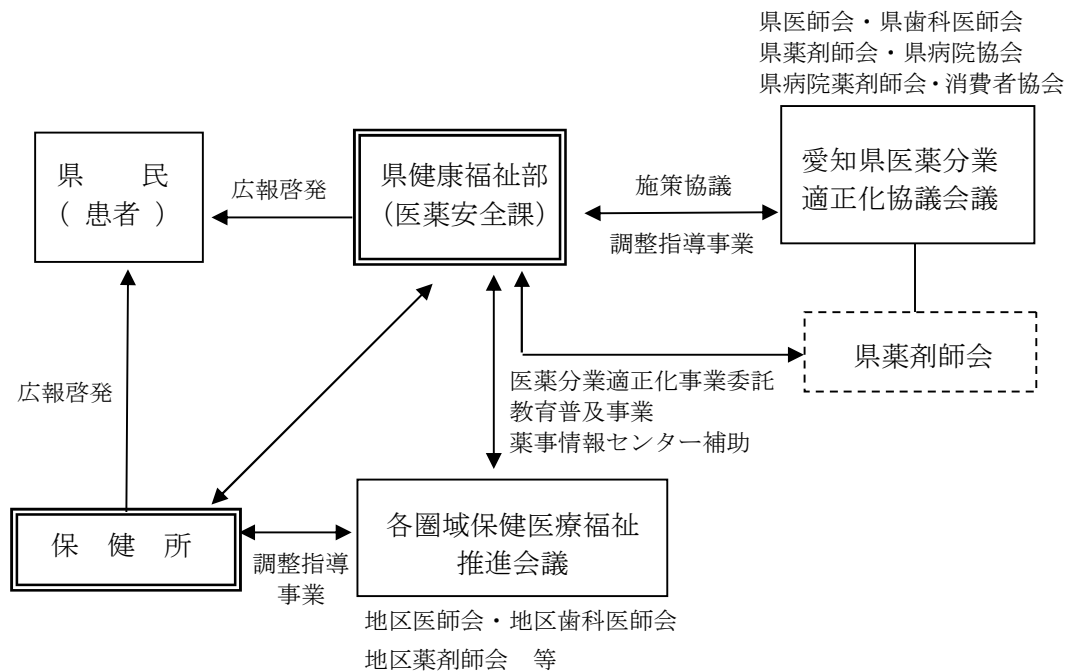 県医師会・県歯科医師会
県薬剤師会・県病院協会
県病院薬剤師会・消費者協会
県　　民
（ 患者 ）
広報啓発
県健康福祉部
（医薬安全課）
施策協議
調整指導事業
愛知県医薬分業
適正化協議会議
県薬剤師会
医薬分業適正化事業委託
教育普及事業
薬事情報センター補助
広報啓発
保　健　所
調整指導
事業
各圏域保健医療福祉
推進会議
地区医師会・地区歯科医師会
地区薬剤師会　等